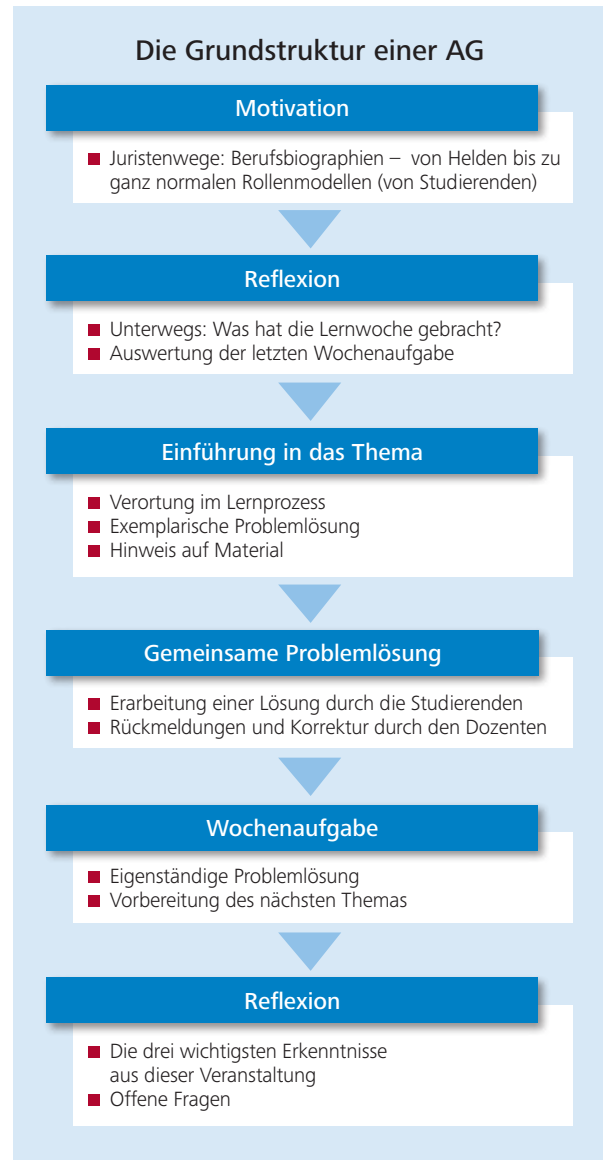 Die Grundstruktur einer AG
Motivation
■ Juristenwege: Berufsbiographien – von Helden bis zu
ganz normalen Rollenmodellen (von Studierenden)
Reflexion
■ Unterwegs: Was hat die Lernwoche gebracht?
■ Auswertung der letzten Wochenaufgabe
Einführung in das Thema
■ Verortung im Lernprozess
■ Exemplarische Problemlösung
■ Hinweis auf Material
Gemeinsame Problemlösung
■ Erarbeitung einer Lösung durch die Studierenden
■ Rückmeldungen und Korrektur durch den Dozenten
Wochenaufgabe
■ Eigenständige Problemlösung
■ Vorbereitung des nächsten Themas
Reflexion
■ Die drei wichtigsten Erkenntnisse
aus dieser Veranstaltung
■ Offene Fragen